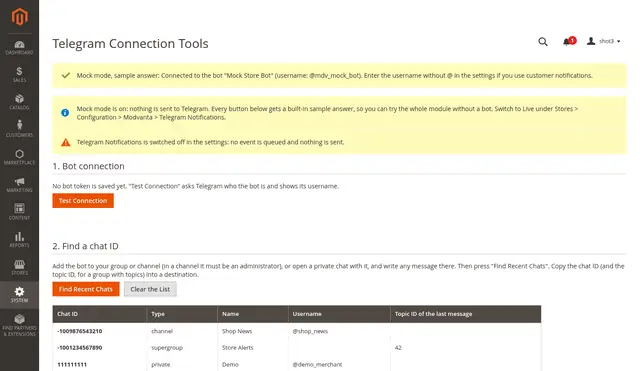 Telegram Connection Tools
1
shot3
DASHBOARD
SALES
CATALOG
CUSTOMERS
MARKETPLACE
MARKETING
CONTENT
REPORTS
STORES
SYSTEM
FIND PARTNERS
& EXTENSIONS
Mock mode, sample answer: Connected to the bot "Mock Store Bot" (username: @mdv_mock_bot). Enter the username without @ in the settings if you use customer notifications.
Mock mode is on: nothing is sent to Telegram. Every button below gets a built-in sample answer, so you can try the whole module without a bot. Switch to Live under Stores >
Configuration > Modvanta > Telegram Notifications.
Telegram Notifications is switched off in the settings: no event is queued and nothing is sent.
1. Bot connection
No bot token is saved yet. "Test Connection" asks Telegram who the bot is and shows its username.
Test Connection
2. Find a chat ID
Add the bot to your group or channel (in a channel it must be an administrator), or open a private chat with it, and write any message there. Then press "Find Recent Chats". Copy the chat ID (and the
topic ID, for a group with topics) into a destination.
Find Recent Chats Clear the List
Chat ID Type Name Username Topic ID of the last message
-1009876543210 channel Shop News @shop_news
-1001234567890 supergroup Store Alerts 42
111111111 private Demo @demo_merchant